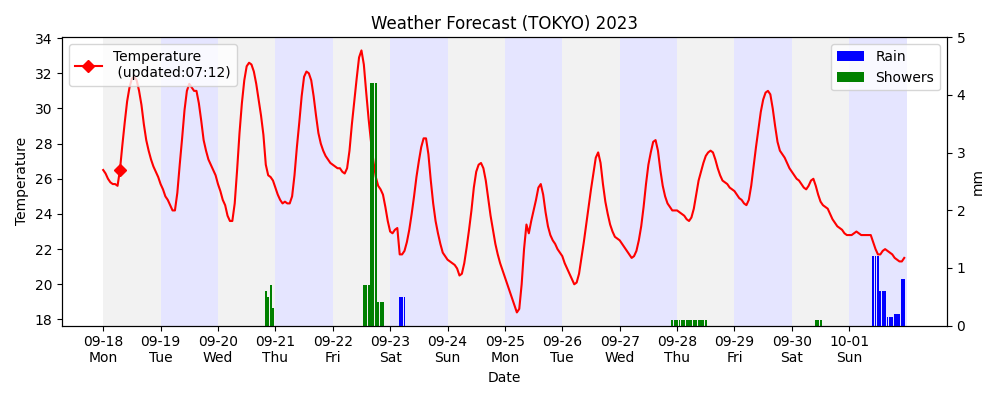 Weather Forecast (TOKYO) 2023
Temperature
(updated:07:12)
Rain
Showers
Temperature
34
32
30
28
26
24
22
20
18
5
4
3
2
1
0
mm
09-18 09-19 09-20 09-21 09-22 09-23 09-24 09-25 09-26 09-27 09-28 09-29 09-30 10-01
Mon Tue Wed Thu Fri Sat Sun Mon Tue Wed Thu Fri Sat Sun
Date